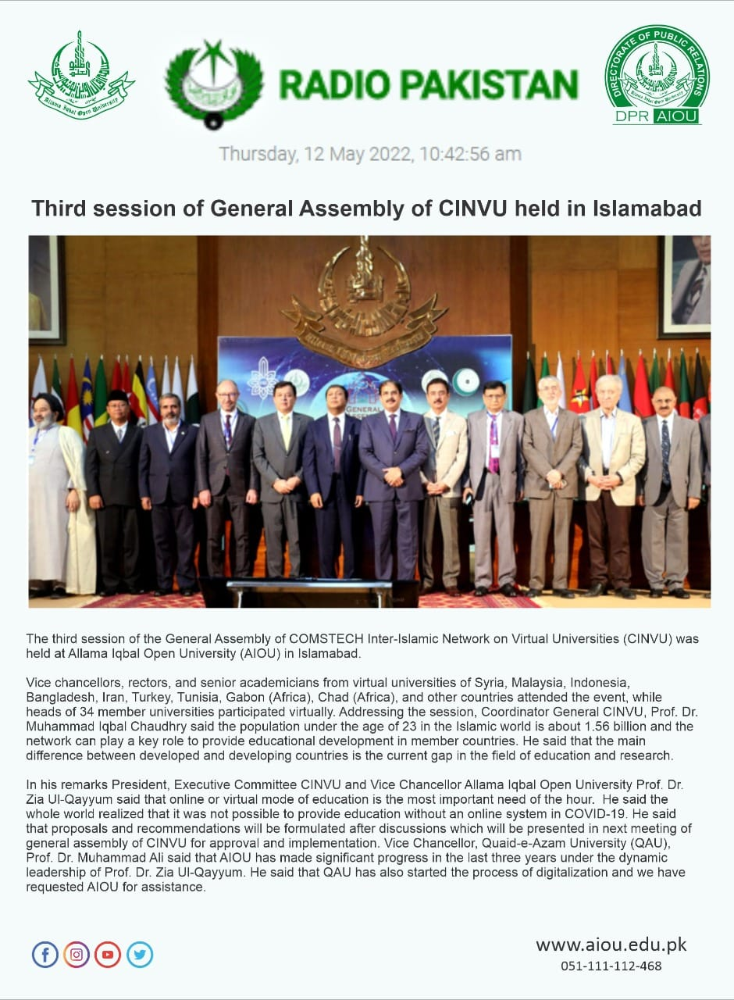 Allama Iqbal Open University
RADIO PAKISTAN
DIRECTORATE OF PUBLIC RELATIONS
Allama Iqbal Open University
DPR AIOU
Thursday, 12 May 2022, 10:42:56 am
Third session of General Assembly of CINVU held in Islamabad
Allama Iqbal Open University
GENERAL
The third session of the General Assembly of COMSTECH Inter-Islamic Network on Virtual Universities (CINVU) was
held at Allama Iqbal Open University (AIOU) in Islamabad.
Vice chancellors, rectors, and senior academicians from virtual universities of Syria, Malaysia, Indonesia,
Bangladesh, Iran, Turkey, Tunisia, Gabon (Africa), Chad (Africa), and other countries attended the event, while
heads of 34 member universities participated virtually. Addressing the session, Coordinator General CINVU, Prof. Dr.
Muhammad Iqbal Chaudhry said the population under the age of 23 in the Islamic world is about 1.56 billion and the
network can play a key role to provide educational development in member countries. He said that the main
difference between developed and developing countries is the current gap in the field of education and research.
In his remarks President, Executive Committee CINVU and Vice Chancellor Allama Iqbal Open University Prof. Dr.
Zia Ul-Qayyum said that online or virtual mode of education is the most important need of the hour.  He said the
whole world realized that it was not possible to provide education without an online system in COVID-19. He said
that proposals and recommendations will be formulated after discussions which will be presented in next meeting of
general assembly of CINVU for approval and implementation. Vice Chancellor, Quaid-e-Azam University (QAU),
Prof. Dr. Muhammad Ali said that AIOU has made significant progress in the last three years under the dynamic
leadership of Prof. Dr. Zia Ul-Qayyum. He said that QAU has also started the process of digitalization and we have
requested AIOU for assistance.
www.aiou.edu.pk
051-111-112-468